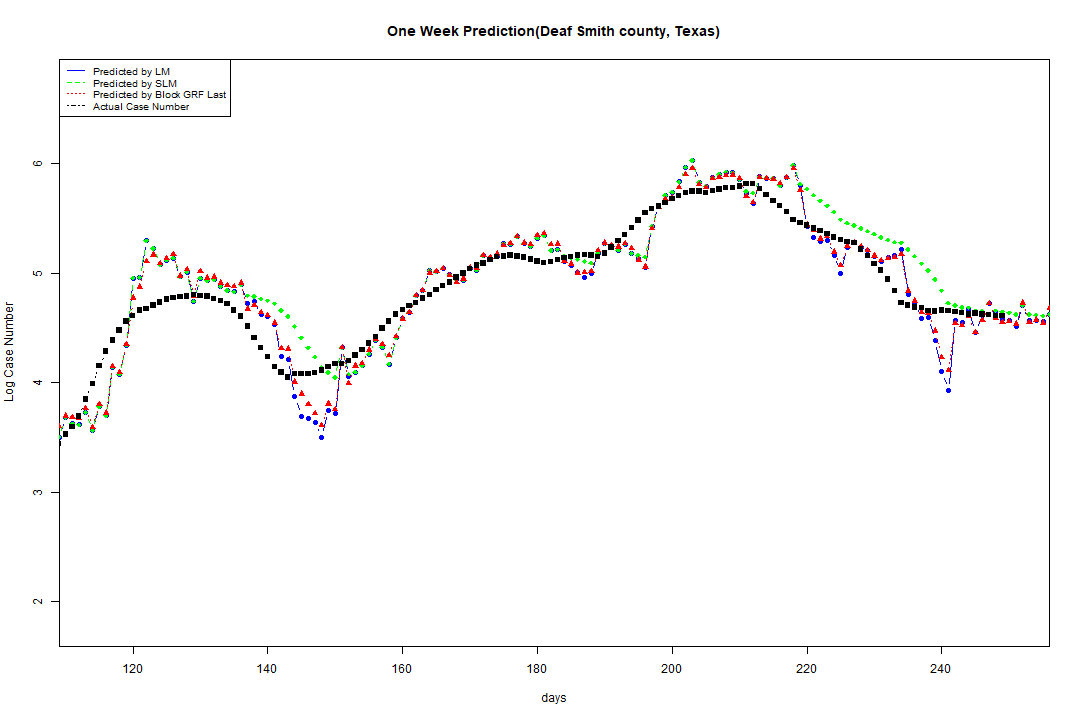 One Week Prediction(Deaf Smith county, Texas)
Predicted by LM
Predicted by SLM
Predicted by Block GRF Last
Actual Case Number
6
5
4
3
2
Log Case Number
120 140 160 180 200 220 240
days